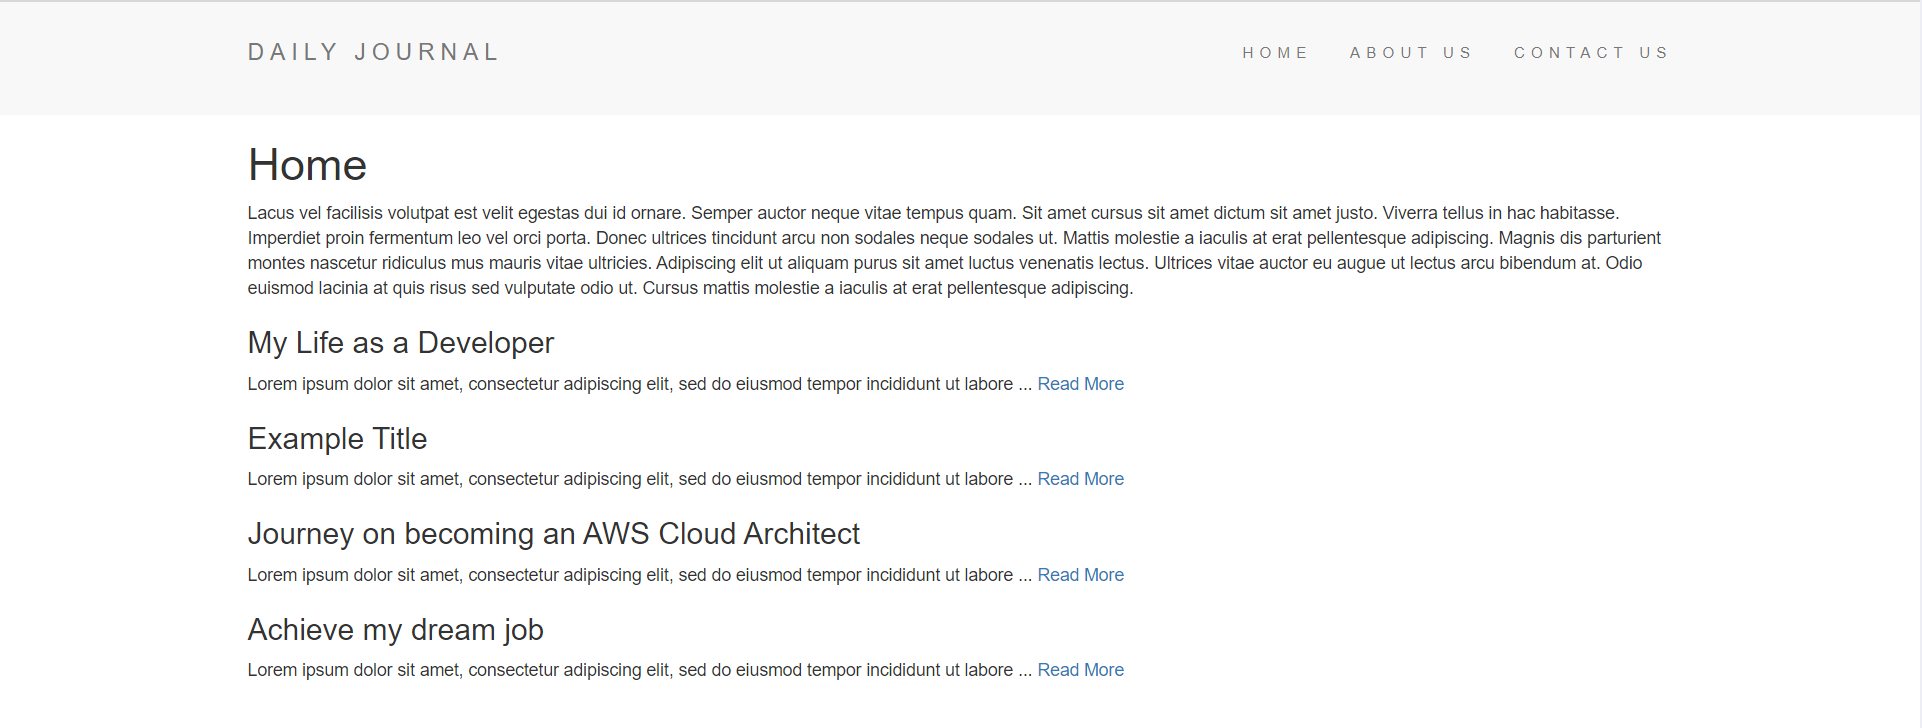 DAILY JOURNAL
HOME ABOUT US CONTACT US
Home
Lacus vel facilisis volutpat est velit egestas dui id ornare. Semper auctor neque vitae tempus quam. Sit amet cursus sit amet dictum sit amet justo. Viverra tellus in hac habitasse.
Imperdiet proin fermentum leo vel orci porta. Donec ultrices tincidunt arcu non sodales neque sodales ut. Mattis molestie a iaculis at erat pellentesque adipiscing. Magnis dis parturient
montes nascetur ridiculus mus mauris vitae ultricies. Adipiscing elit ut aliquam purus sit amet luctus venenatis lectus. Ultrices vitae auctor eu augue ut lectus arcu bibendum at. Odio
euismod lacinia at quis risus sed vulputate odio ut. Cursus mattis molestie a iaculis at erat pellentesque adipiscing.
My Life as a Developer
Lorem ipsum dolor sit amet, consectetur adipiscing elit, sed do eiusmod tempor incididunt ut labore ... Read More
Example Title
Lorem ipsum dolor sit amet, consectetur adipiscing elit, sed do eiusmod tempor incididunt ut labore ... Read More
Journey on becoming an AWS Cloud Architect
Lorem ipsum dolor sit amet, consectetur adipiscing elit, sed do eiusmod tempor incididunt ut labore ... Read More
Achieve my dream job
Lorem ipsum dolor sit amet, consectetur adipiscing elit, sed do eiusmod tempor incididunt ut labore ... Read More